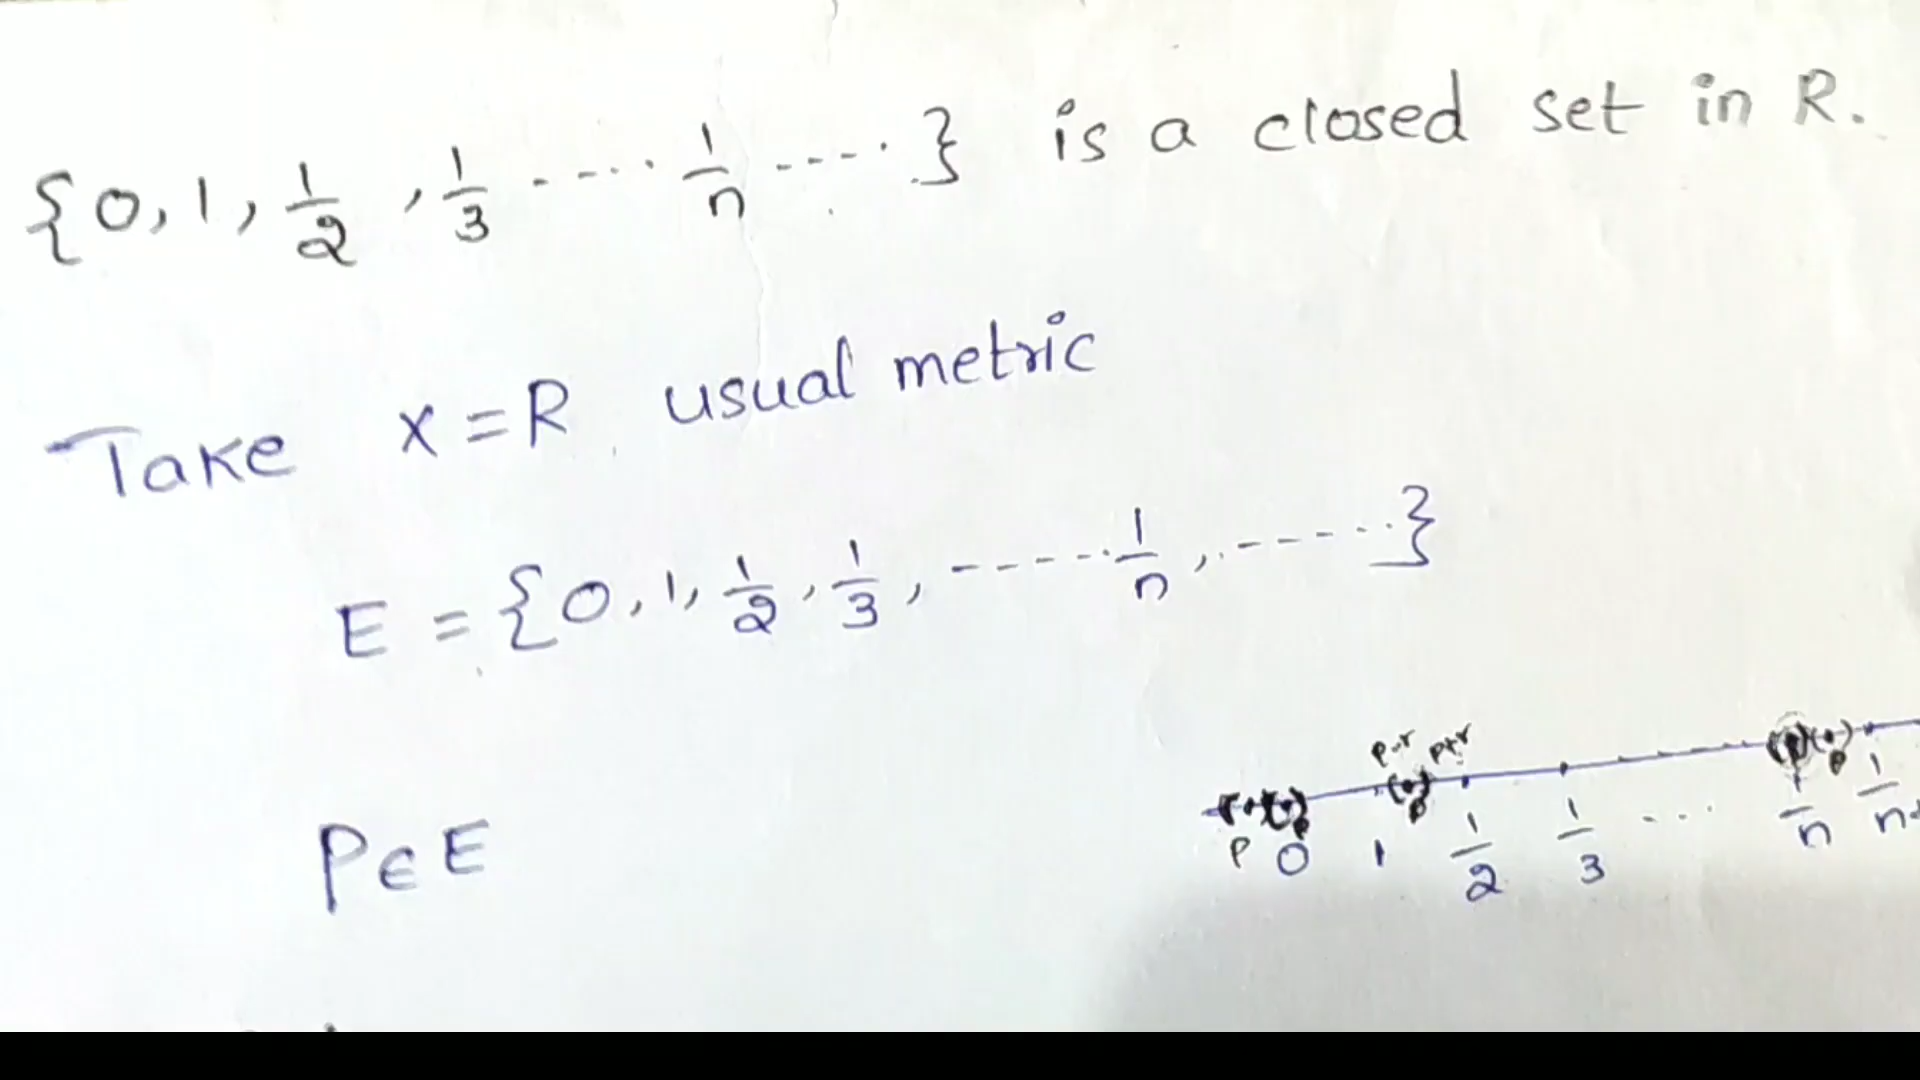 {0, 1, 1/2, 1/3 ---- 1/n ---- } is a closed set in R.
Take x = R usual metric
E = {0, 1, 1/2, 1/3, ----- 1/n, ----- }
P-r P+r
P P P
P 0 1 1/2 1/3 ... 1/n 1/n+
P ∈ E